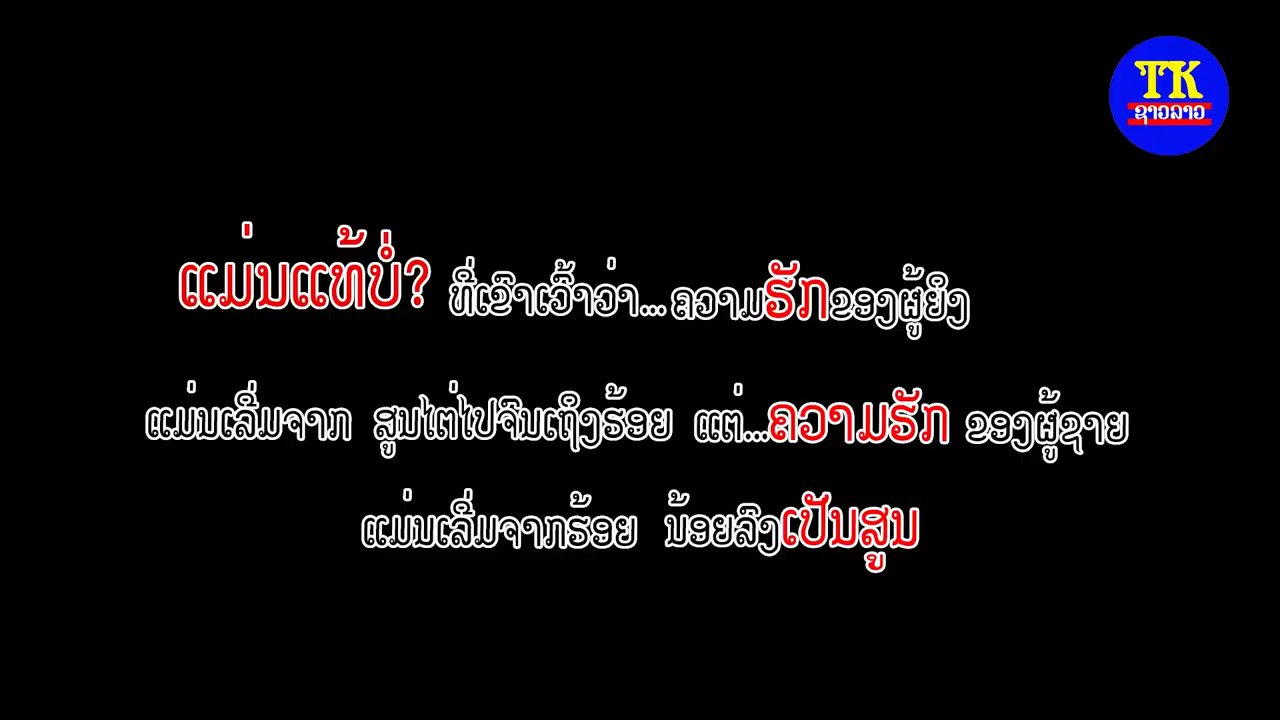 TK
ຊາວລາວ
ແມ່ນແທ້ບໍ່? ທີ່ເຂົາເວົ້າວ່າ... ຄວາມຮັກຂອງຜູ້ຍິງ
ແມ່ນເລີ່ມຈາກ ສູນໄຕ່ໄປຈົນເຖິງຮ້ອຍ ແຕ່...ຄວາມຮັກ ຂອງຜູ້ຊາຍ
ແມ່ນເລີ່ມຈາກຮ້ອຍ ນ້ອຍລົງເປັນສູນ